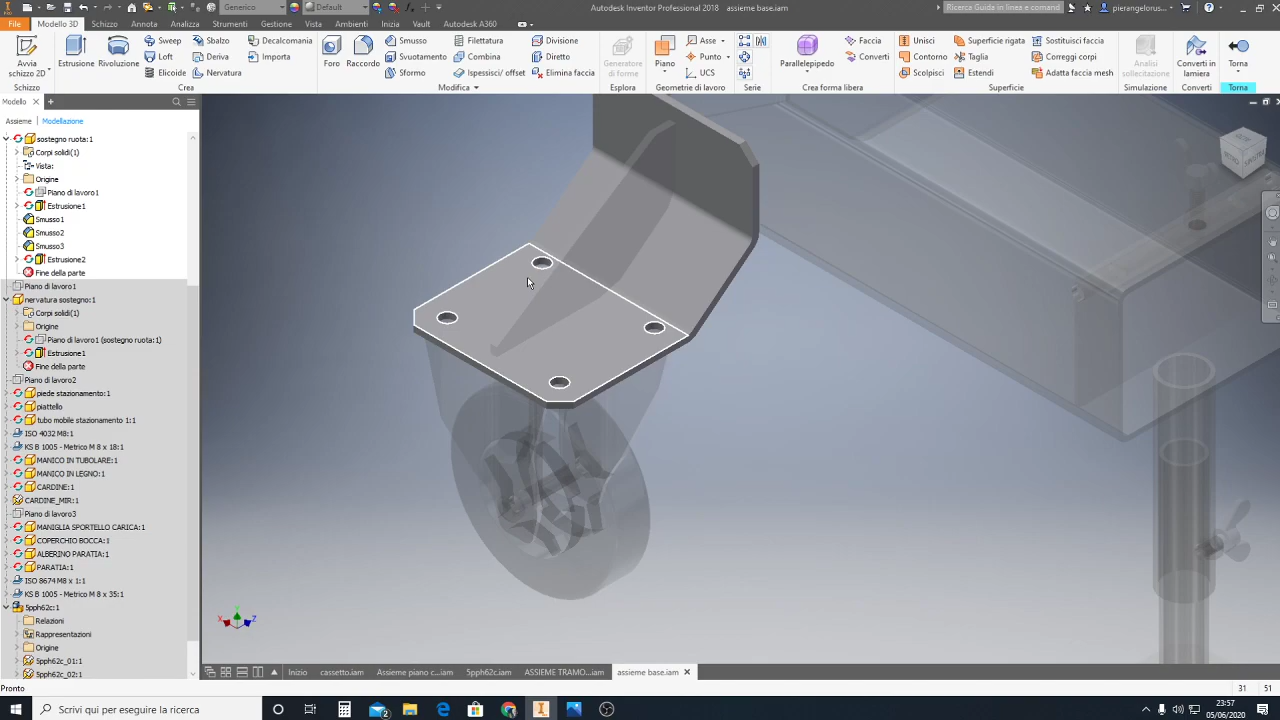 Generico
Default
Autodesk Inventor Professional 2018 assieme base.iam
Ricerca Guida in linea e comand
pierangelorus...
File Modello 3D Schizzo Annota Analizza Strumenti Gestione Vista Ambienti Inizia Vault Autodesk A360
Avvia
schizzo 2D
Estrusione
Rivoluzione
Sweep
Sbalzo
Decalcomania
Loft
Deriva
Importa
Elicoide
Nervatura
Foro
Raccordo
Smusso
Filettatura
Divisione
Svuotamento
Combina
Diretto
Sformo
Ispessisci/ offset
Elimina faccia
Generatore
di forme
Piano
Asse
Punto
UCS
Parallelepipedo
Faccia
Converti
Unisci
Superficie rigata
Sostituisci faccia
Contorno
Taglia
Correggi corpi
Scolpisci
Estendi
Adatta faccia mesh
Analisi
sollecitazione
Converti in
lamiera
Torna
Schizzo
Crea
Modifica
Esplora
Geometria di lavoro
Serie
Crea forma libera
Superficie
Simulazione
Converti
Torna
Modello
Assieme Modellazione
sostegno ruota:1
Corpi solidi(1)
Vista:
Origine
Piano di lavoro1
Estrusione1
Smusso1
Smusso2
Smusso3
Estrusione2
Fine della parte
Piano di lavoro1
nervatura sostegno:1
Corpi solidi(1)
Origine
Piano di lavoro1 (sostegno ruota:1)
Estrusione1
Fine della parte
Piano di lavoro2
piede stazionamento:1
piattello
tubo mobile stazionamento 1:1
ISO 4032 M8:1
KS B 1005 - Metrico M 8 x 18:1
MANICO IN TUBOLARE:1
MANICO IN LEGNO:1
CARDINE:1
CARDINE_MIR:1
Piano di lavoro3
MANIGLIA SPORTELLO CARICA:1
COPERCHIO BOCCA:1
ALBERINO PARATIA:1
PARATIA:1
ISO 8674 M8 x 1:1
KS B 1005 - Metrico M 8 x 35:1
5pph62c:1
Relazioni
Rappresentazioni
Origine
5pph62c_01:1
5pph62c_02:1
X
Y
Z
Inizio cassetto.iam Assieme piano c...iam 5pph62c.iam ASSIEME TRAMO...iam assieme base.iam
Pronto
31 51
Scrivi qui per eseguire la ricerca
23:57
05/06/2020